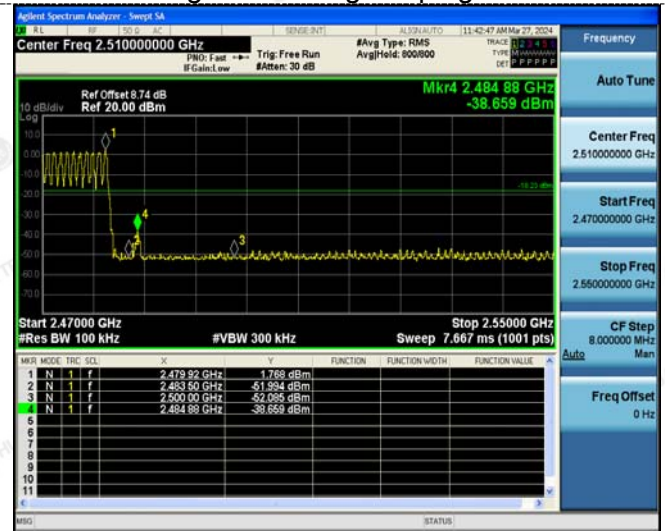 Agilent Spectrum Analyzer - Swept SA
RL RF 50 Ω AC SENSE:INT ALIGN AUTO 11:42:47 AM Mar 27, 2024
Center Freq 2.510000000 GHz
PNO: Fast
IFGain:Low
Trig: Free Run
#Atten: 30 dB
#Avg Type: RMS
Avg|Hold: 800/800
TRACE 1 2 3 4 5 6
TYPE
DET P P P P P P
Ref Offset 8.74 dB
Ref 20.00 dBm
10 dB/div
Log
Mkr4 2.484 88 GHz
-38.659 dBm
10.0
0.00
-10.0
-20.0
-30.0
-40.0
-50.0
-60.0
-70.0
1
2
4
3
-18.23 dBm
Start 2.47000 GHz
Stop 2.55000 GHz
#Res BW 100 kHz
#VBW 300 kHz
Sweep 7.667 ms (1001 pts)
MKR MODE TRC SCL X Y FUNCTION FUNCTION WIDTH FUNCTION VALUE
1 N 1 f 2.479 92 GHz 1.768 dBm
2 N 1 f 2.483 50 GHz -51.994 dBm
3 N 1 f 2.500 00 GHz -52.085 dBm
4 N 1 f 2.484 88 GHz -38.659 dBm
5
6
7
8
9
10
11
MSG
STATUS
Frequency
Auto Tune
Center Freq
2.510000000 GHz
Start Freq
2.470000000 GHz
Stop Freq
2.550000000 GHz
CF Step
8.000000 MHz
Auto Man
Freq Offset
0 Hz